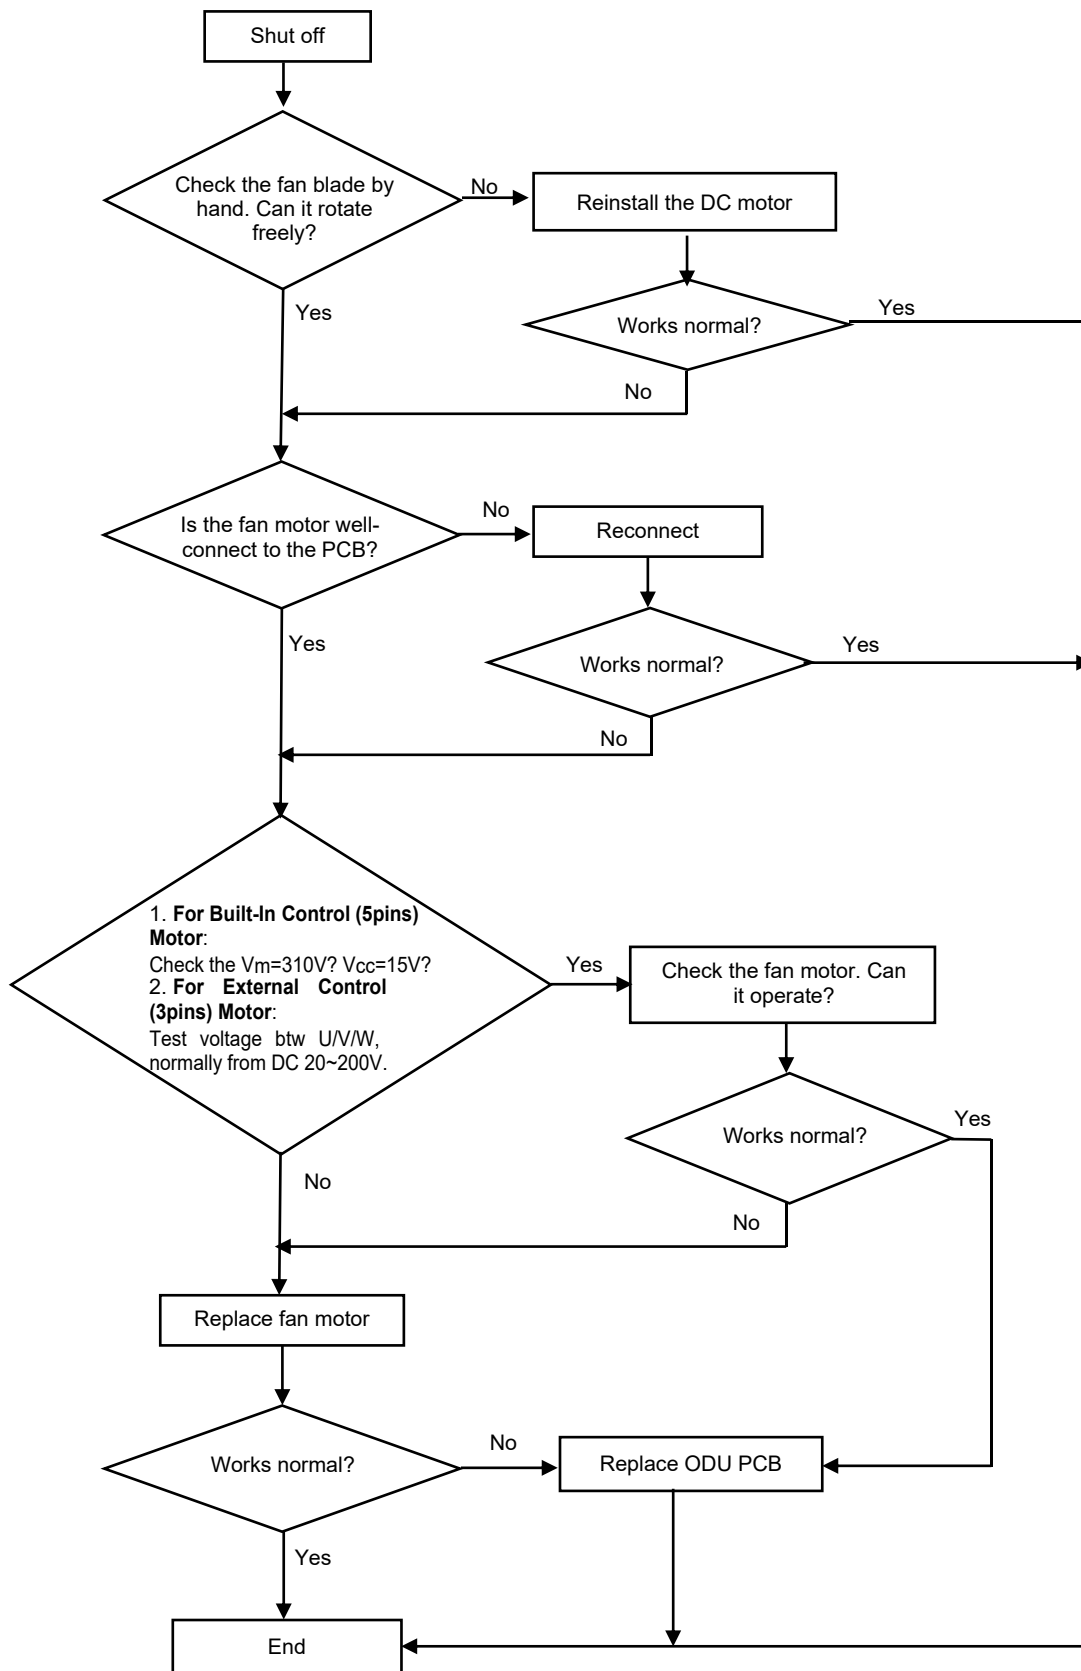 Shut off
Check the fan blade by
hand. Can it rotate
freely?
No
Reinstall the DC motor
Yes
Works normal?
Yes
No
Is the fan motor well-
connect to the PCB?
No
Reconnect
Yes
Works normal?
Yes
No
1. For Built-In Control (5pins)
Motor:
Check the Vm=310V? Vcc=15V?
2. For External Control
(3pins) Motor:
Test voltage btw U/V/W,
normally from DC 20~200V.
Yes
Check the fan motor. Can
it operate?
Works normal?
Yes
No
No
Replace fan motor
Works normal?
No
Replace ODU PCB
Yes
End